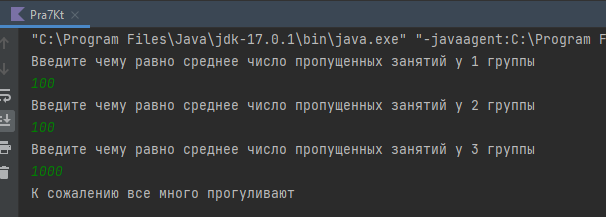 Pra7Kt
"C:\Program Files\Java\jdk-17.0.1\bin\java.exe" "-javaagent:C:\Program F
Введите чему равно среднее число пропущенных занятий у 1 группы
100
Введите чему равно среднее число пропущенных занятий у 2 группы
100
Введите чему равно среднее число пропущенных занятий у 3 группы
1000
К сожалению все много прогуливают